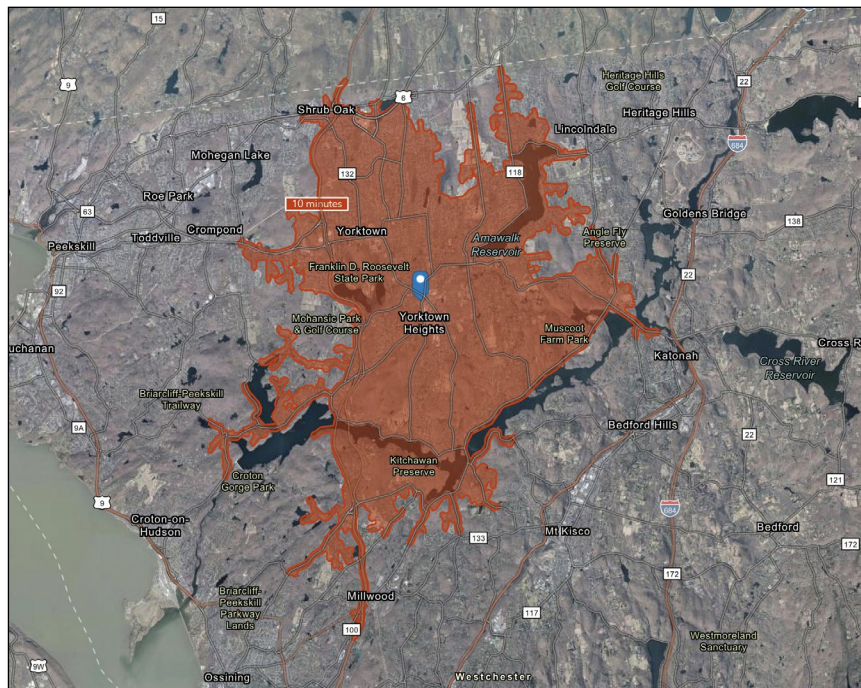 15
9
6
Heritage Hills
Golf Course
22
Shrub Oak
Heritage Hills
Lincolndale
684
Mohegan Lake
132
118
Roe Park
10 minutes
63
Goldens Bridge
Crompond
Yorktown
Angle Fly
Preserve
138
Peekskill
Toddville
Amawalk
Reservoir
Franklin D. Roosevelt
State Park
22
92
Mohansic Park
& Golf Course
Yorktown
Heights
Muscoot
Farm Park
uchanan
Katonah
Cross R
Cross River
Reservoir
Briarcliff-Peekskill
Trailway
9A
Bedford Hills
22
Kitchawan
Preserve
Croton
Gorge Park
121
9
684
Croton-on-
Hudson
133
Mt Kisco
Bedford
172
172
Briarcliff-
Peekskill
Parkway
Lands
Millwood
117
100
Westmoreland
Sanctuary
9W
Ossining
Westchester